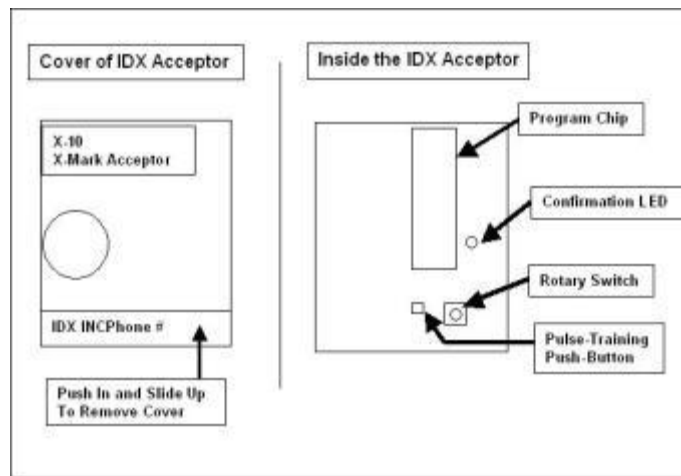 Cover of IDX Acceptor
X-10
X-Mark Acceptor
IDX INCPhone #
Push In and Slide Up
To Remove Cover
Inside the IDX Acceptor
Program Chip
Confirmation LED
Rotary Switch
Pulse-Training
Push-Button